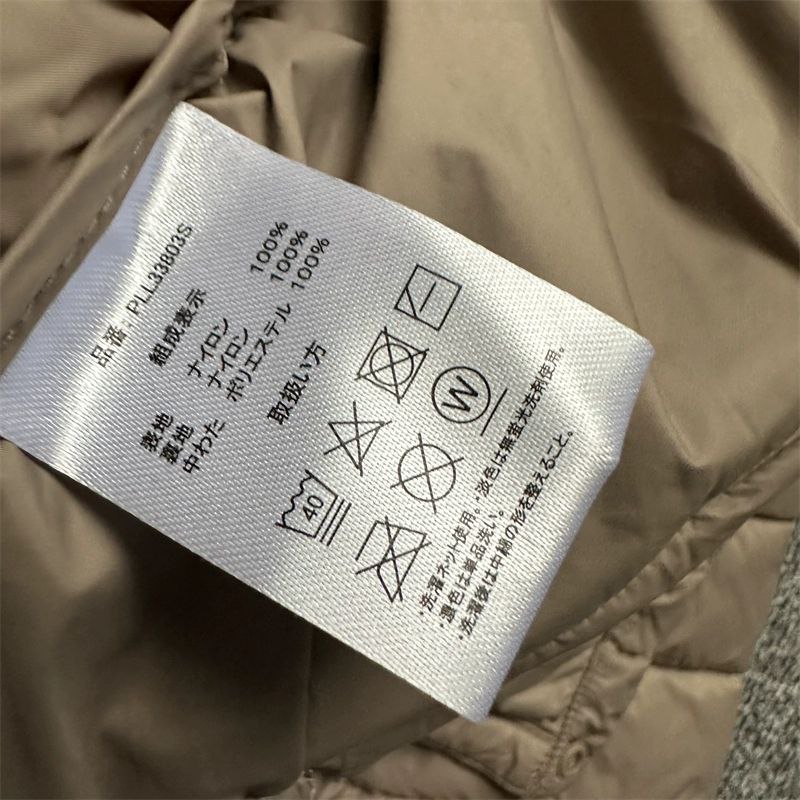 品番：PLL33803S
組成表示
表地 ナイロン 100%
裏地 ナイロン 100%
中わた ポリエステル 100%
取扱い方
40
W
・洗濯ネット使用。・淡色は無蛍光洗剤使用。
・濃色は単品洗い。
・洗濯後は中綿の形を整えること。